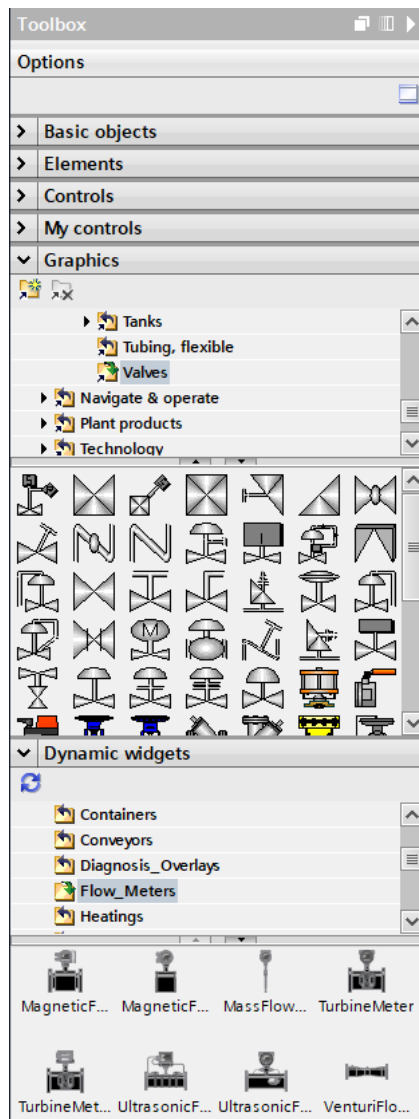 Toolbox
Options
Basic objects
Elements
Controls
My controls
Graphics
Tanks
Tubing, flexible
Valves
Navigate & operate
Plant products
Technology
M
Dynamic widgets
Containers
Conveyors
Diagnosis_Overlays
Flow_Meters
Heatings
MagneticF... MagneticF... MassFlow... TurbineMeter
TurbineMet... UltrasonicF... UltrasonicF... VenturiFlo...